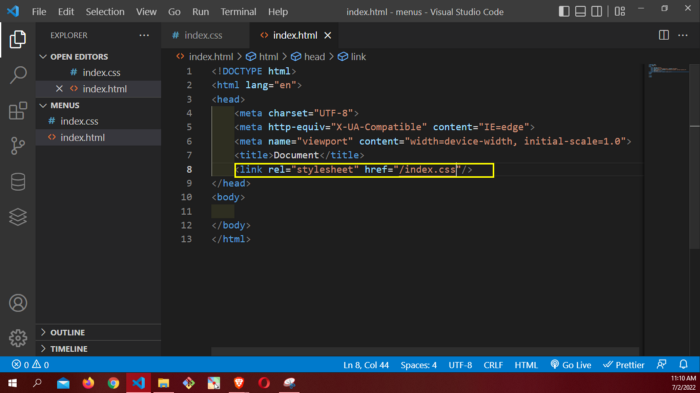 File Edit Selection View Go Run Terminal Help index.html - menus - Visual Studio Code
EXPLORER
OPEN EDITORS
# index.css
index.html
MENUS
# index.css
index.html
OUTLINE
TIMELINE
# index.css index.html
index.html > html > head > link
1 <!DOCTYPE html>
2 <html lang="en">
3 <head>
4 <meta charset="UTF-8">
5 <meta http-equiv="X-UA-Compatible" content="IE=edge">
6 <meta name="viewport" content="width=device-width, initial-scale=1.0">
7 <title>Document</title>
8 <link rel="stylesheet" href="/index.css"/>
9 </head>
10 <body>
11
12 </body>
13 </html>
0 0 Ln 8, Col 44 Spaces: 4 UTF-8 CRLF HTML Go Live Prettier
11:10 AM
7/2/2022